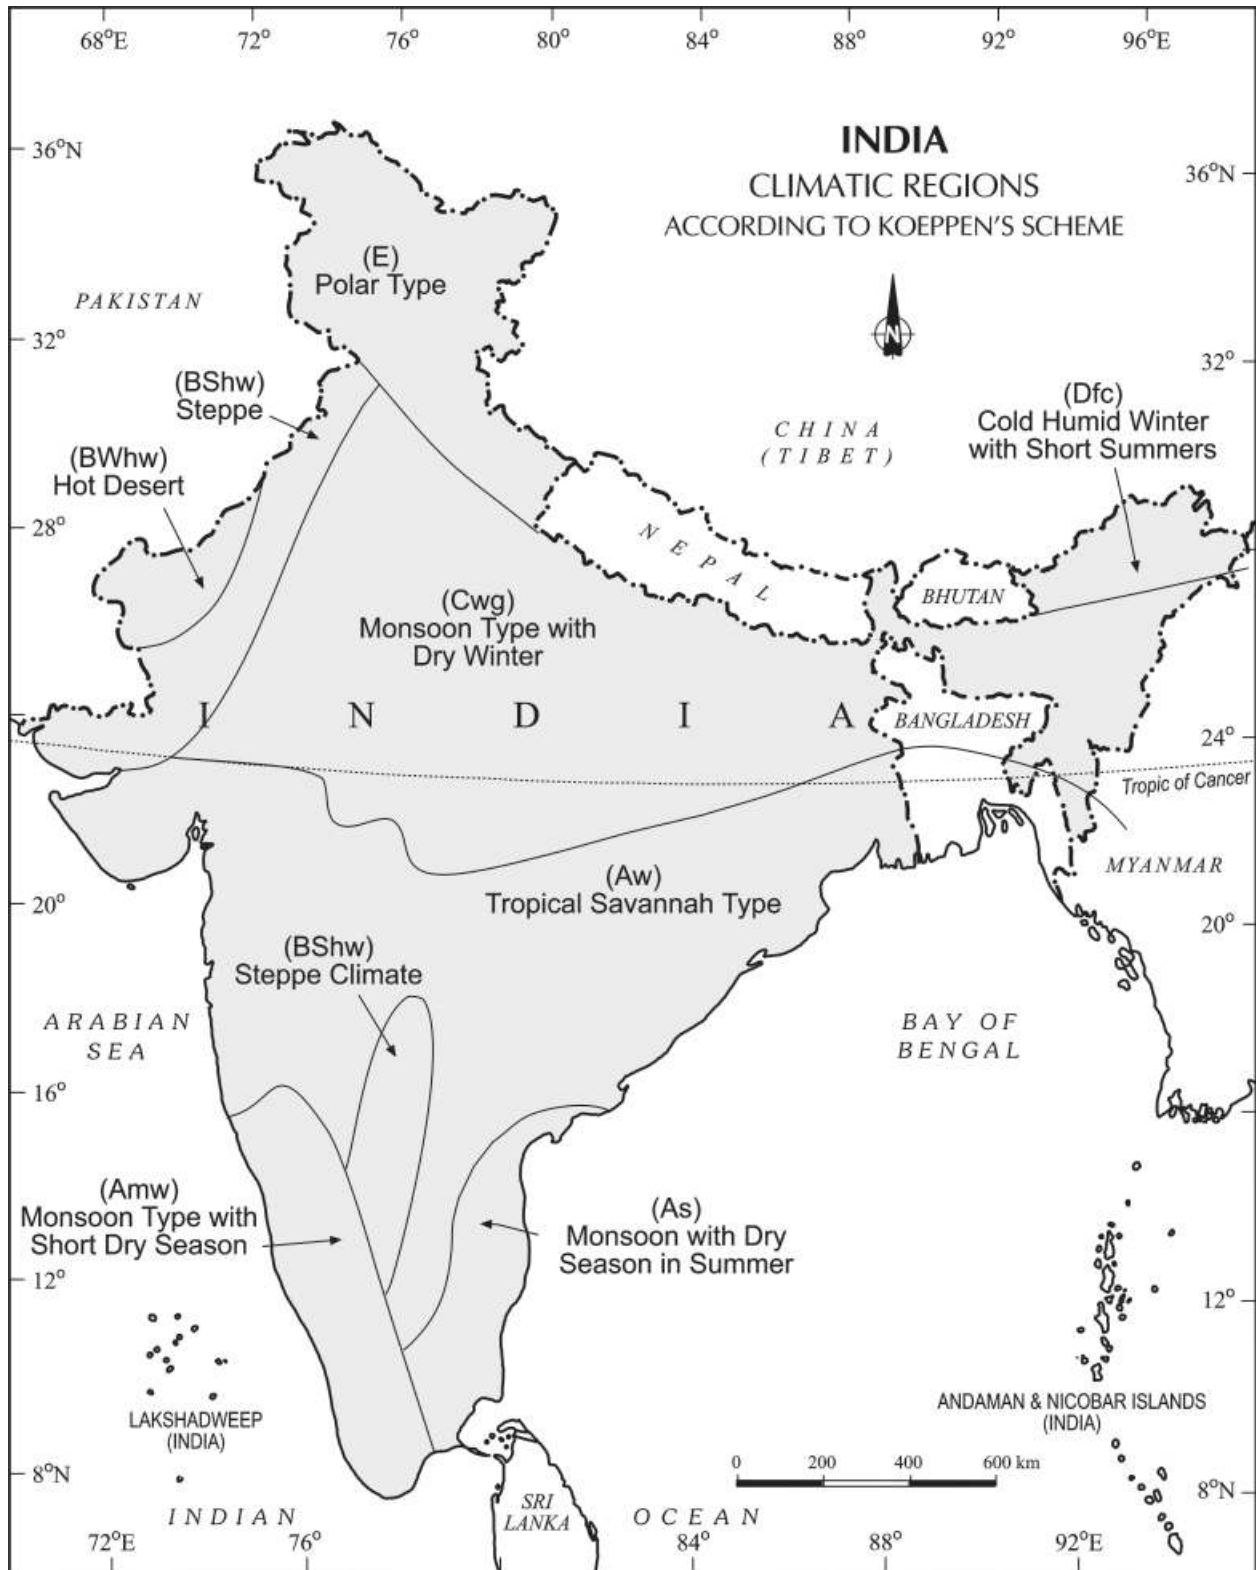 68°E 72° 76° 80° 84° 88° 92° 96°E
36°N
36°N
INDIA
CLIMATIC REGIONS
ACCORDING TO KOEPPEN'S SCHEME
(E)
Polar Type
PAKISTAN
N
32°
32°
(BShw)
Steppe
(Dfc)
Cold Humid Winter
with Short Summers
CHINA
(TIBET)
(BWhw)
Hot Desert
28°
NEPAL
BHUTAN
(Cwg)
Monsoon Type with
Dry Winter
INDIA
BANGLADESH
24°
Tropic of Cancer
MYANMAR
(Aw)
Tropical Savannah Type
20°
20°
(BShw)
Steppe Climate
ARABIAN
SEA
BAY OF
BENGAL
16°
(Amw)
Monsoon Type with
Short Dry Season
(As)
Monsoon with Dry
Season in Summer
12°
12°
LAKSHADWEEP
(INDIA)
ANDAMAN & NICOBAR ISLANDS
(INDIA)
0 200 400 600 km
8°N
8°N
SRI
LANKA
INDIAN OCEAN
72°E 76° 84° 88° 92°E